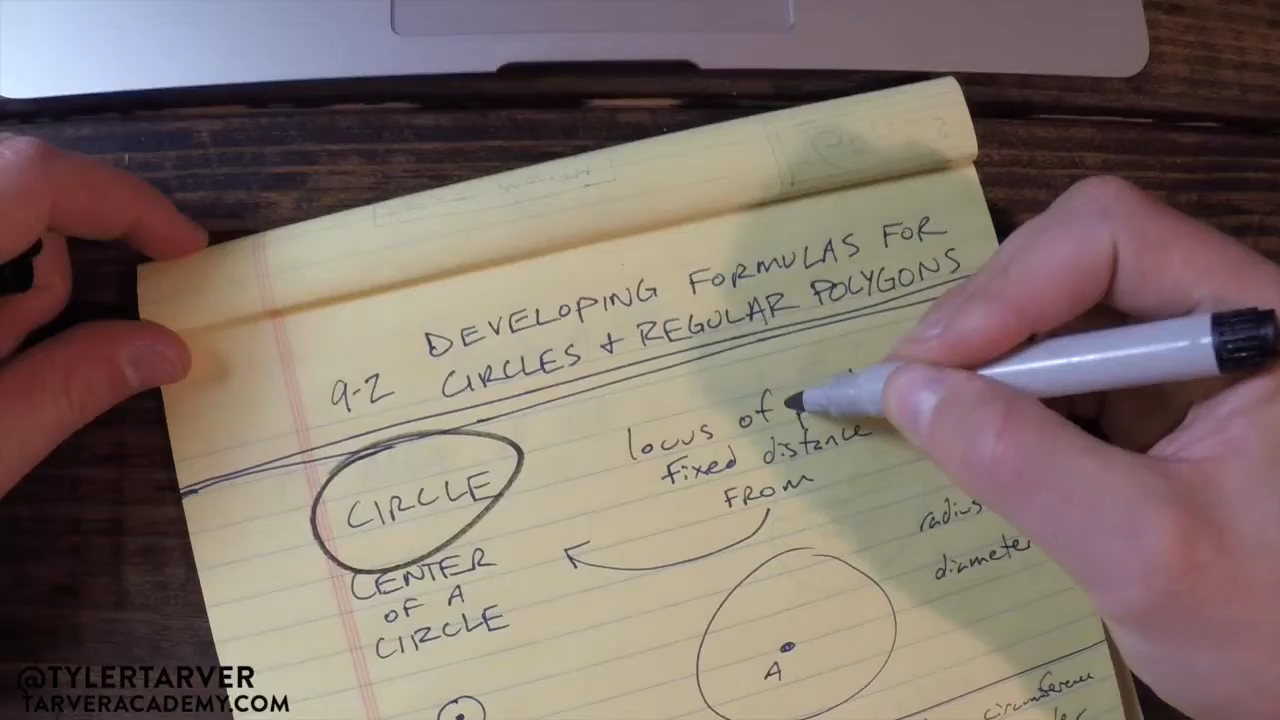 DEVELOPING FORMULAS FOR
9-2 CIRCLES + REGULAR POLYGONS
CIRCLE
locus of
fixed distance
FROM
CENTER
OF A
CIRCLE
radius
diameter
A
circumference
@TYLERTARVER
TARVERACADEMY.COM